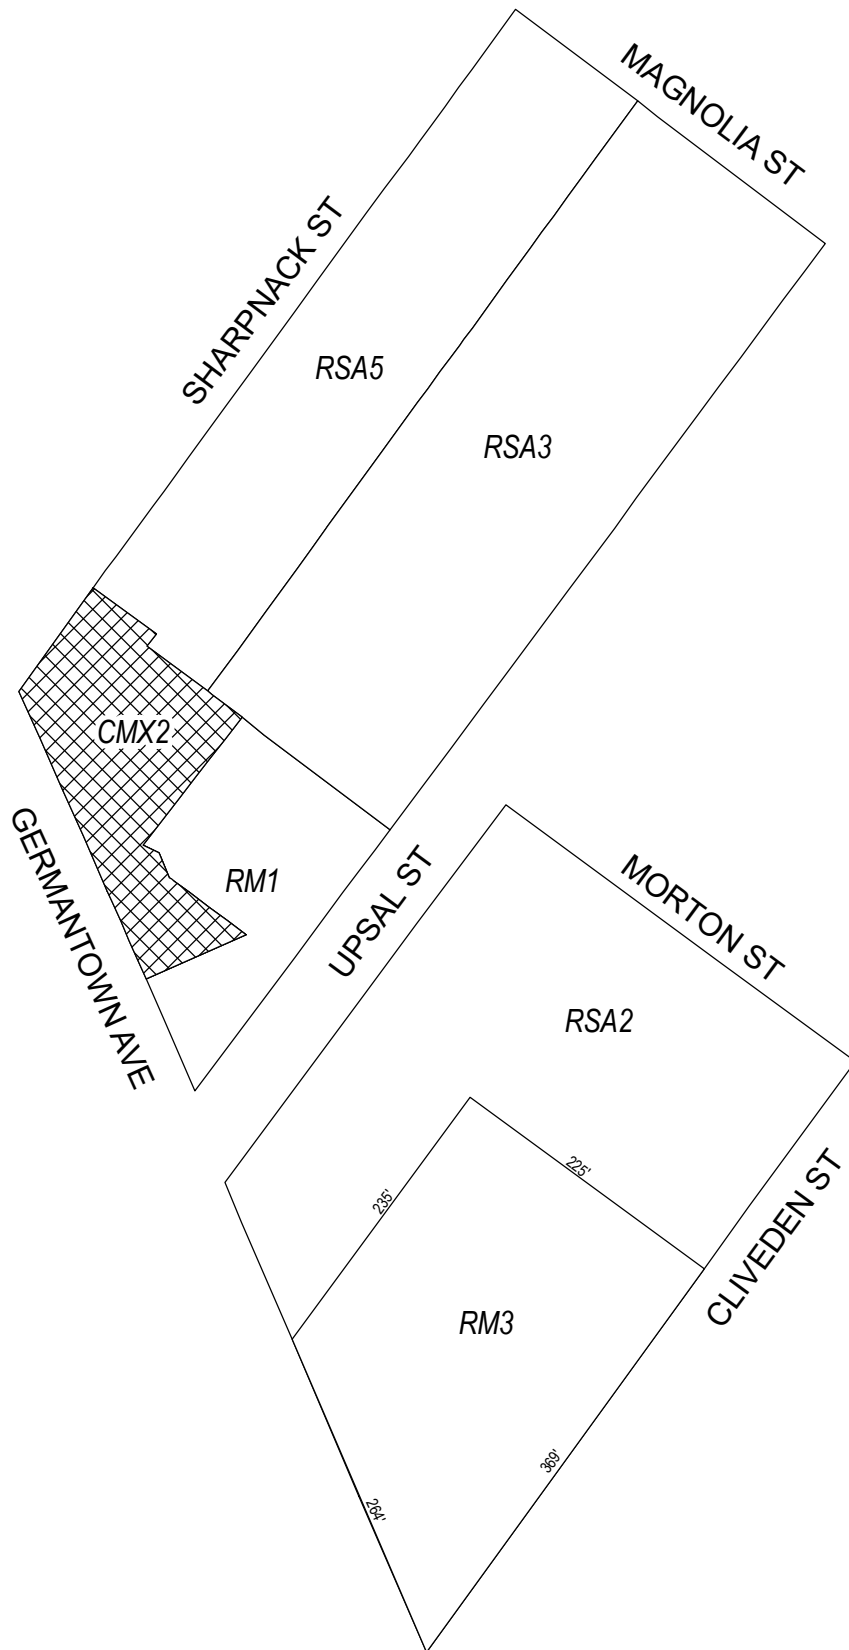 MAGNOLIA ST
SHARPNACK ST
RSA5
RSA3
CMX2
GERMANTOWN AVE
RM1
UPSAL ST
MORTON ST
RSA2
225'
235'
CLIVEDEN ST
RM3
369'
264'